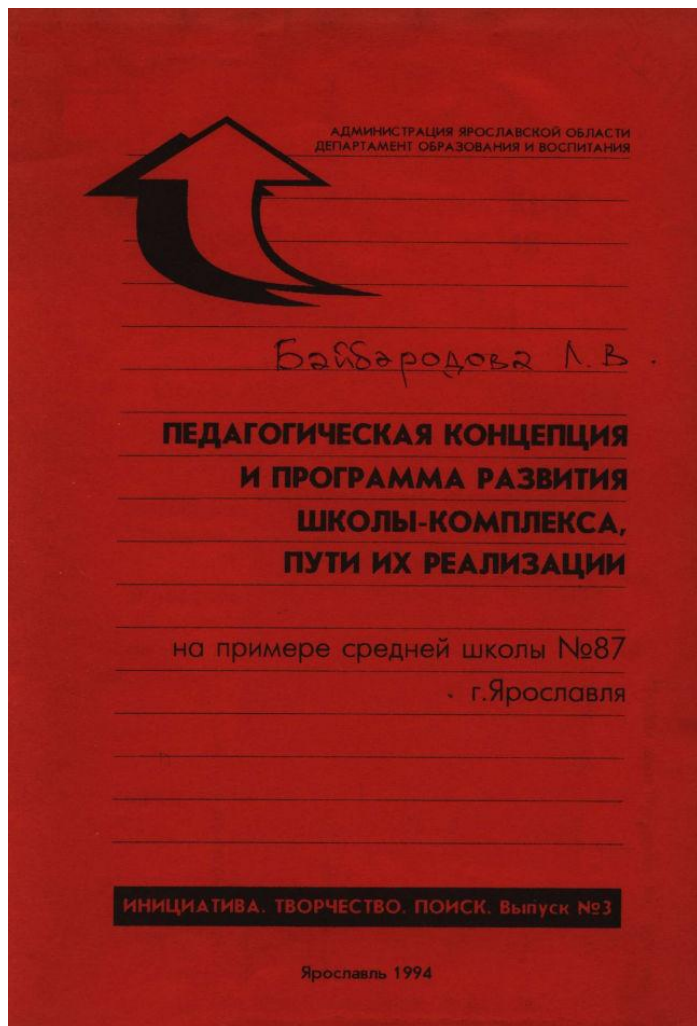 АДМИНИСТРАЦИЯ ЯРОСЛАВСКОЙ ОБЛАСТИ
ДЕПАРТАМЕНТ ОБРАЗОВАНИЯ И ВОСПИТАНИЯ
Байбародова Л. В.
ПЕДАГОГИЧЕСКАЯ КОНЦЕПЦИЯ
И ПРОГРАММА РАЗВИТИЯ
ШКОЛЫ-КОМПЛЕКСА,
ПУТИ ИХ РЕАЛИЗАЦИИ
на примере средней школы №87
г.Ярославля
ИНИЦИАТИВА. ТВОРЧЕСТВО. ПОИСК. Выпуск №3
Ярославль 1994